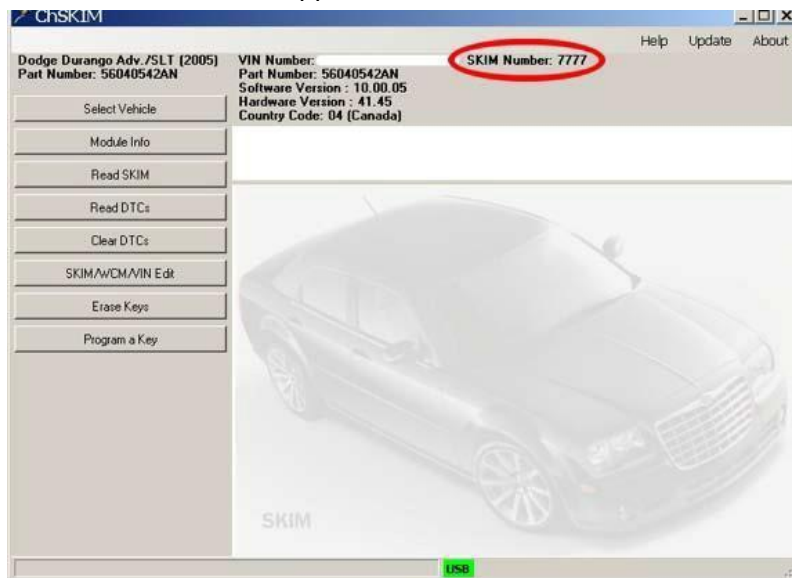 ChSKIM
Help Update About
Dodge Durango Adv./SLT (2005)
Part Number: 56040542AN
VIN Number:
SKIM Number: 7777
Part Number: 56040542AN
Software Version : 10.00.05
Hardware Version : 41.45
Country Code: 04 (Canada)
Select Vehicle
Module Info
Read SKIM
Read DTCs
Clear DTCs
SKIM/WCM/VIN Edit
Erase Keys
Program a Key
SKIM
USB